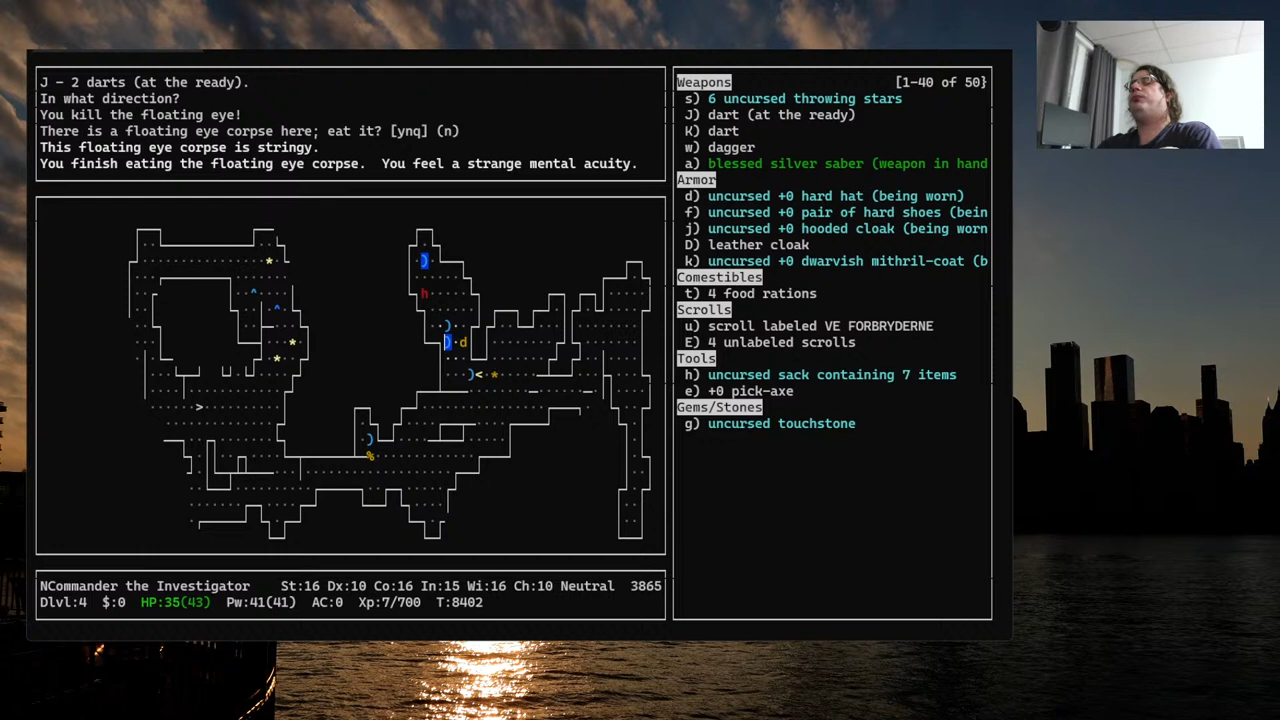 J - 2 darts (at the ready).
In what direction?
You kill the floating eye!
There is a floating eye corpse here; eat it? [ynq] (n)
This floating eye corpse is stringy.
You finish eating the floating eye corpse.  You feel a strange mental acuity.
NCommander the Investigator    St:16 Dx:10 Co:16 In:15 Wi:16 Ch:10 Neutral  3865
Dlvl:4  $:0  HP:35(43)  Pw:41(41)  AC:0  Xp:7/700  T:8402
Weapons [1-40 of 50}
s) 6 uncursed throwing stars
J) dart (at the ready)
K) dart
w) dagger
a) blessed silver saber (weapon in hand
Armor
d) uncursed +0 hard hat (being worn)
f) uncursed +0 pair of hard shoes (bein
j) uncursed +0 hooded cloak (being worn
D) leather cloak
k) uncursed +0 dwarvish mithril-coat (b
Comestibles
t) 4 food rations
Scrolls
u) scroll labeled VE FORBRYDERNE
E) 4 unlabeled scrolls
Tools
h) uncursed sack containing 7 items
e) +0 pick-axe
Gems/Stones
g) uncursed touchstone